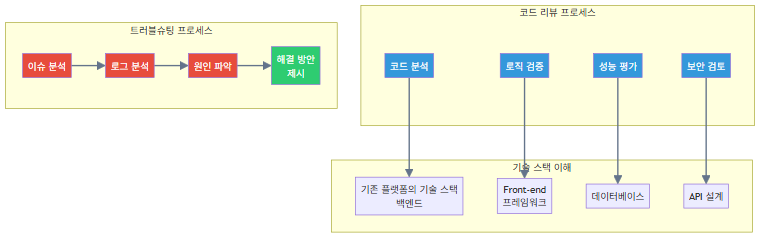 트러블슈팅 프로세스
이슈 분석
로그 분석
원인 파악
해결 방안
제시
코드 리뷰 프로세스
코드 분석
로직 검증
성능 평가
보안 검토
기술 스택 이해
기존 플랫폼의 기술 스택
백엔드
Front-end
프레임워크
데이터베이스
API 설계